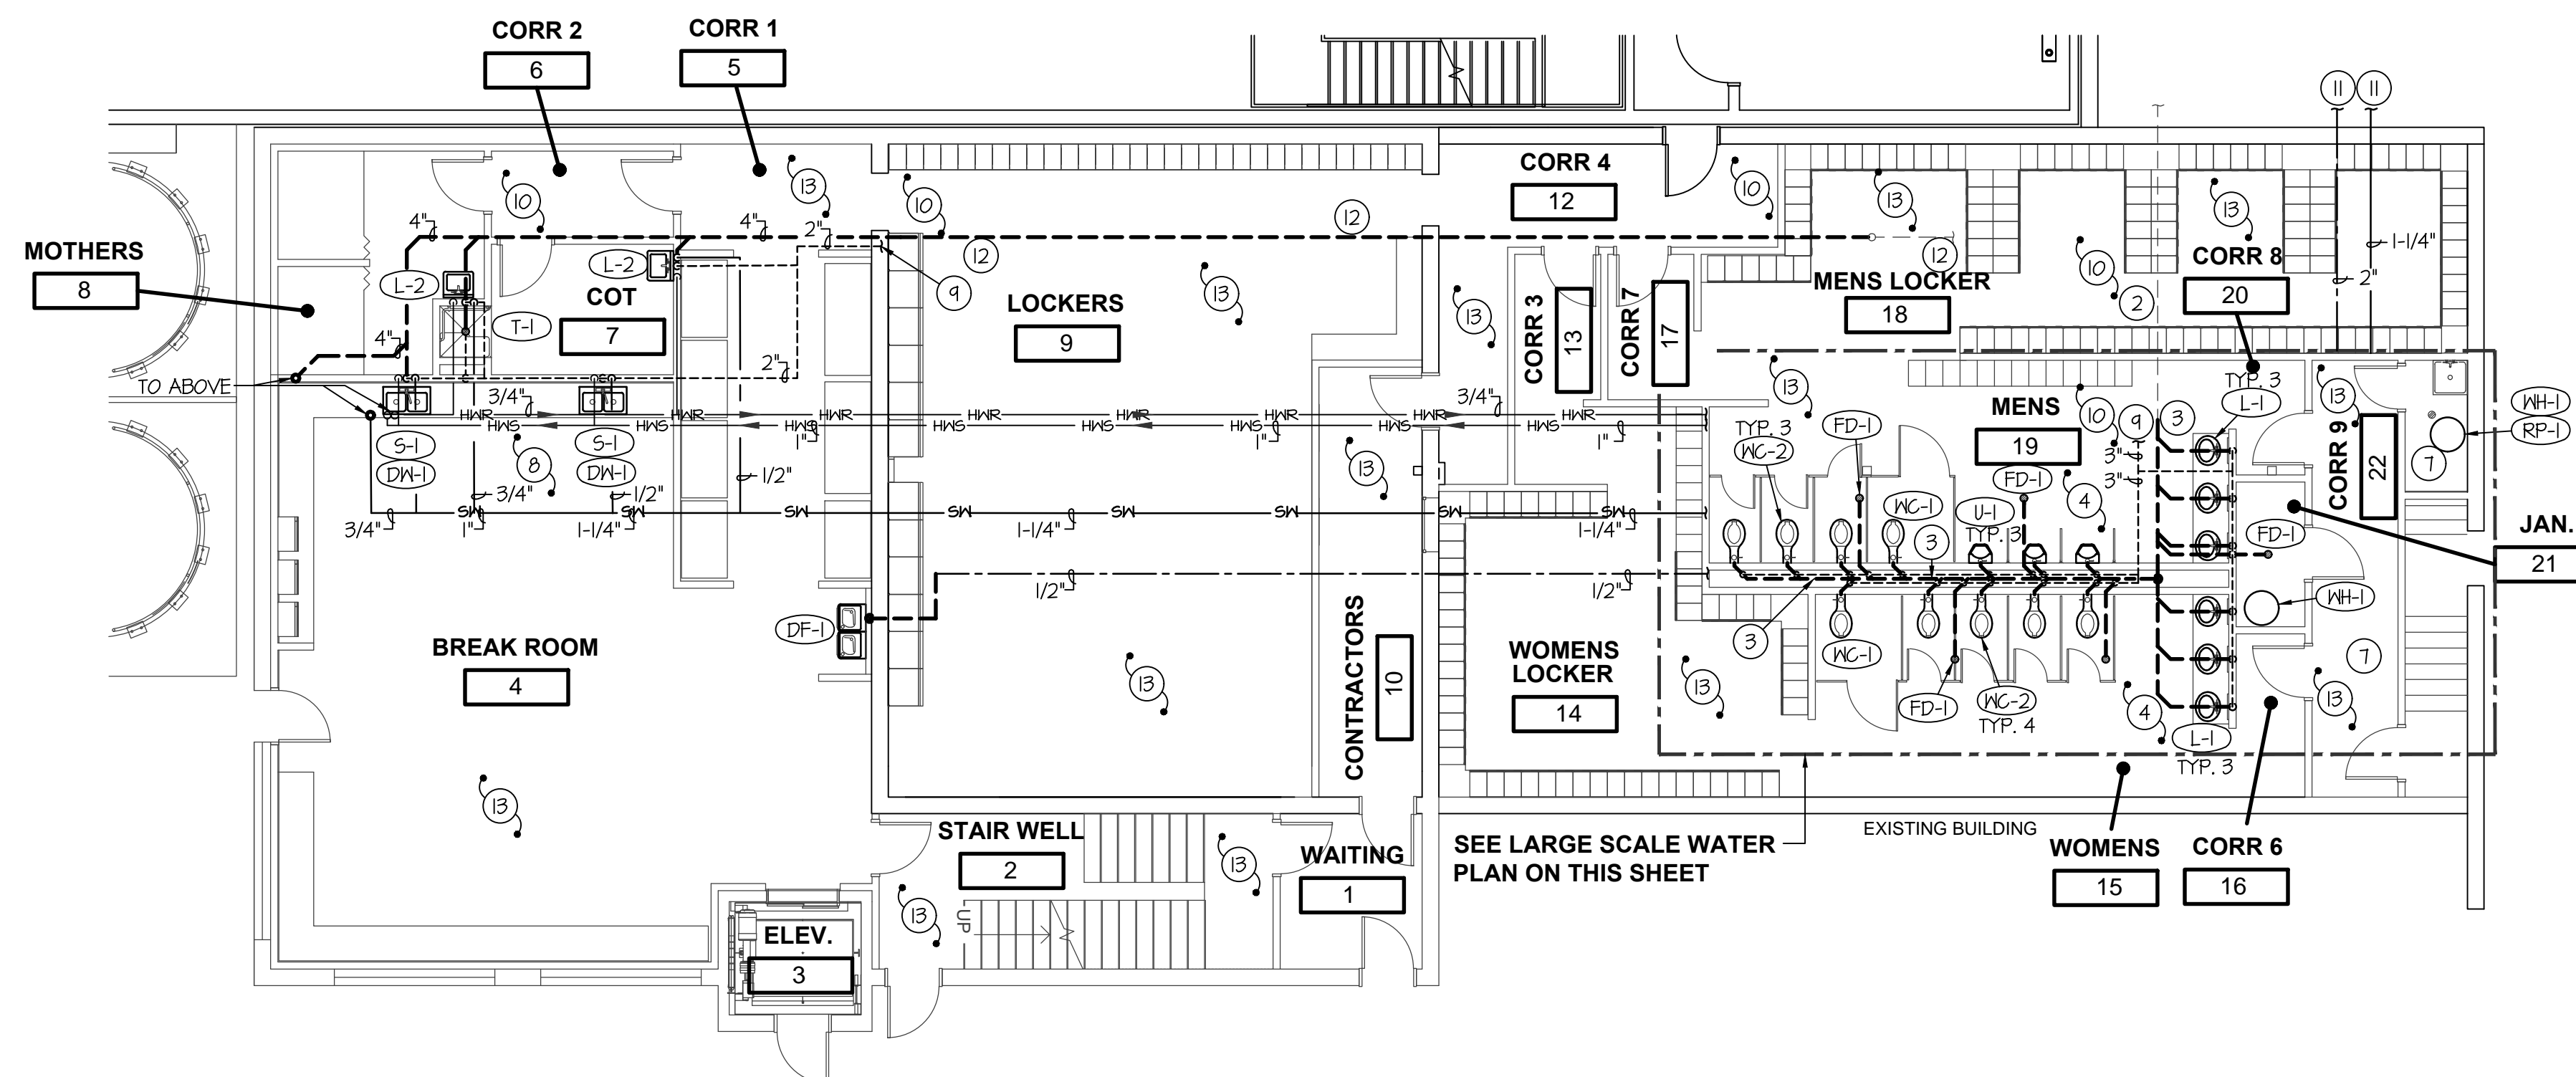 CORR 2
6
CORR 1
5
11
11
MOTHERS
8
10
13
10
12
12
4"
4"
2"
L-2
L-2
T-1
COT
7
4"
2"
9
LOCKERS
9
13
TO ABOVE
CORR 4
12
10
13
13
12
10
2
CORR 8
20
1-1/4"
2"
MENS LOCKER
18
13
CORR 3
13
CORR 7
17
3/4"
HWR
HWR
HWR
HWR
HWR
HWR
HWR
3/4"
HWS
HWS
HWS
HWS
HWS
HWS
HWS
1"
1"
1"
S-1
DW-1
8
S-1
DW-1
3/4"
1/2"
1/2"
SW
SW
SW
SW
SW
SW
SW
3/4"
1"
1-1/4"
1-1/4"
1-1/4"
13
13
TYP. 3
WC-2
FD-1
MENS
19
10
9
3
TYP. 3
L-1
13
CORR 9
22
WH-1
RP-1
7
3"
3"
FD-1
4
WC-1
U-1
TYP. 3
3
FD-1
JAN.
21
1/2"
1/2"
DF-1
CONTRACTORS
10
BREAK ROOM
4
13
WOMENS
LOCKER
14
3
WC-1
13
FD-1
WC-2
TYP. 4
4
L-1
TYP. 3
WH-1
7
13
13
STAIR WELL
2
13
WAITING
1
13
UP
ELEV.
3
SEE LARGE SCALE WATER
PLAN ON THIS SHEET
EXISTING BUILDING
WOMENS
15
CORR 6
16